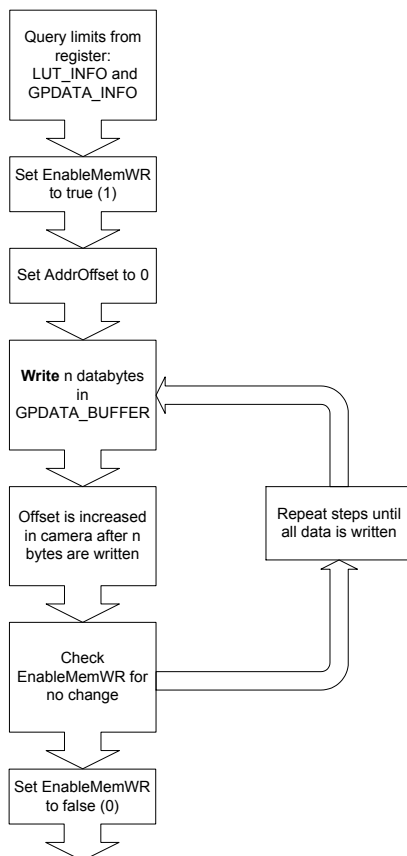 Query limits from
register:
LUT_INFO and
GPDATA_INFO
Set EnableMemWR
to true (1)
Set AddrOffset to 0
Write n databytes
in
GPDATA_BUFFER
Offset is increased
in camera after n
bytes are written
Repeat steps until
all data is written
Check
EnableMemWR for
no change
Set EnableMemWR
to false (0)